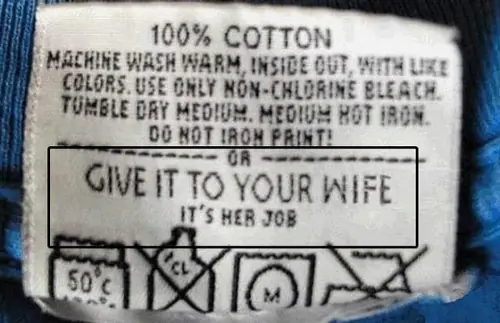 100% COTTON
MACHINE WASH WARM, INSIDE OUT, WITH LIKE
COLORS. USE ONLY NON-CHLORINE BLEACH.
TUMBLE DRY MEDIUM. MEDIUM HOT IRON.
DO NOT IRON PRINT!
OR
GIVE IT TO YOUR WIFE
IT'S HER JOB
50°C CL M